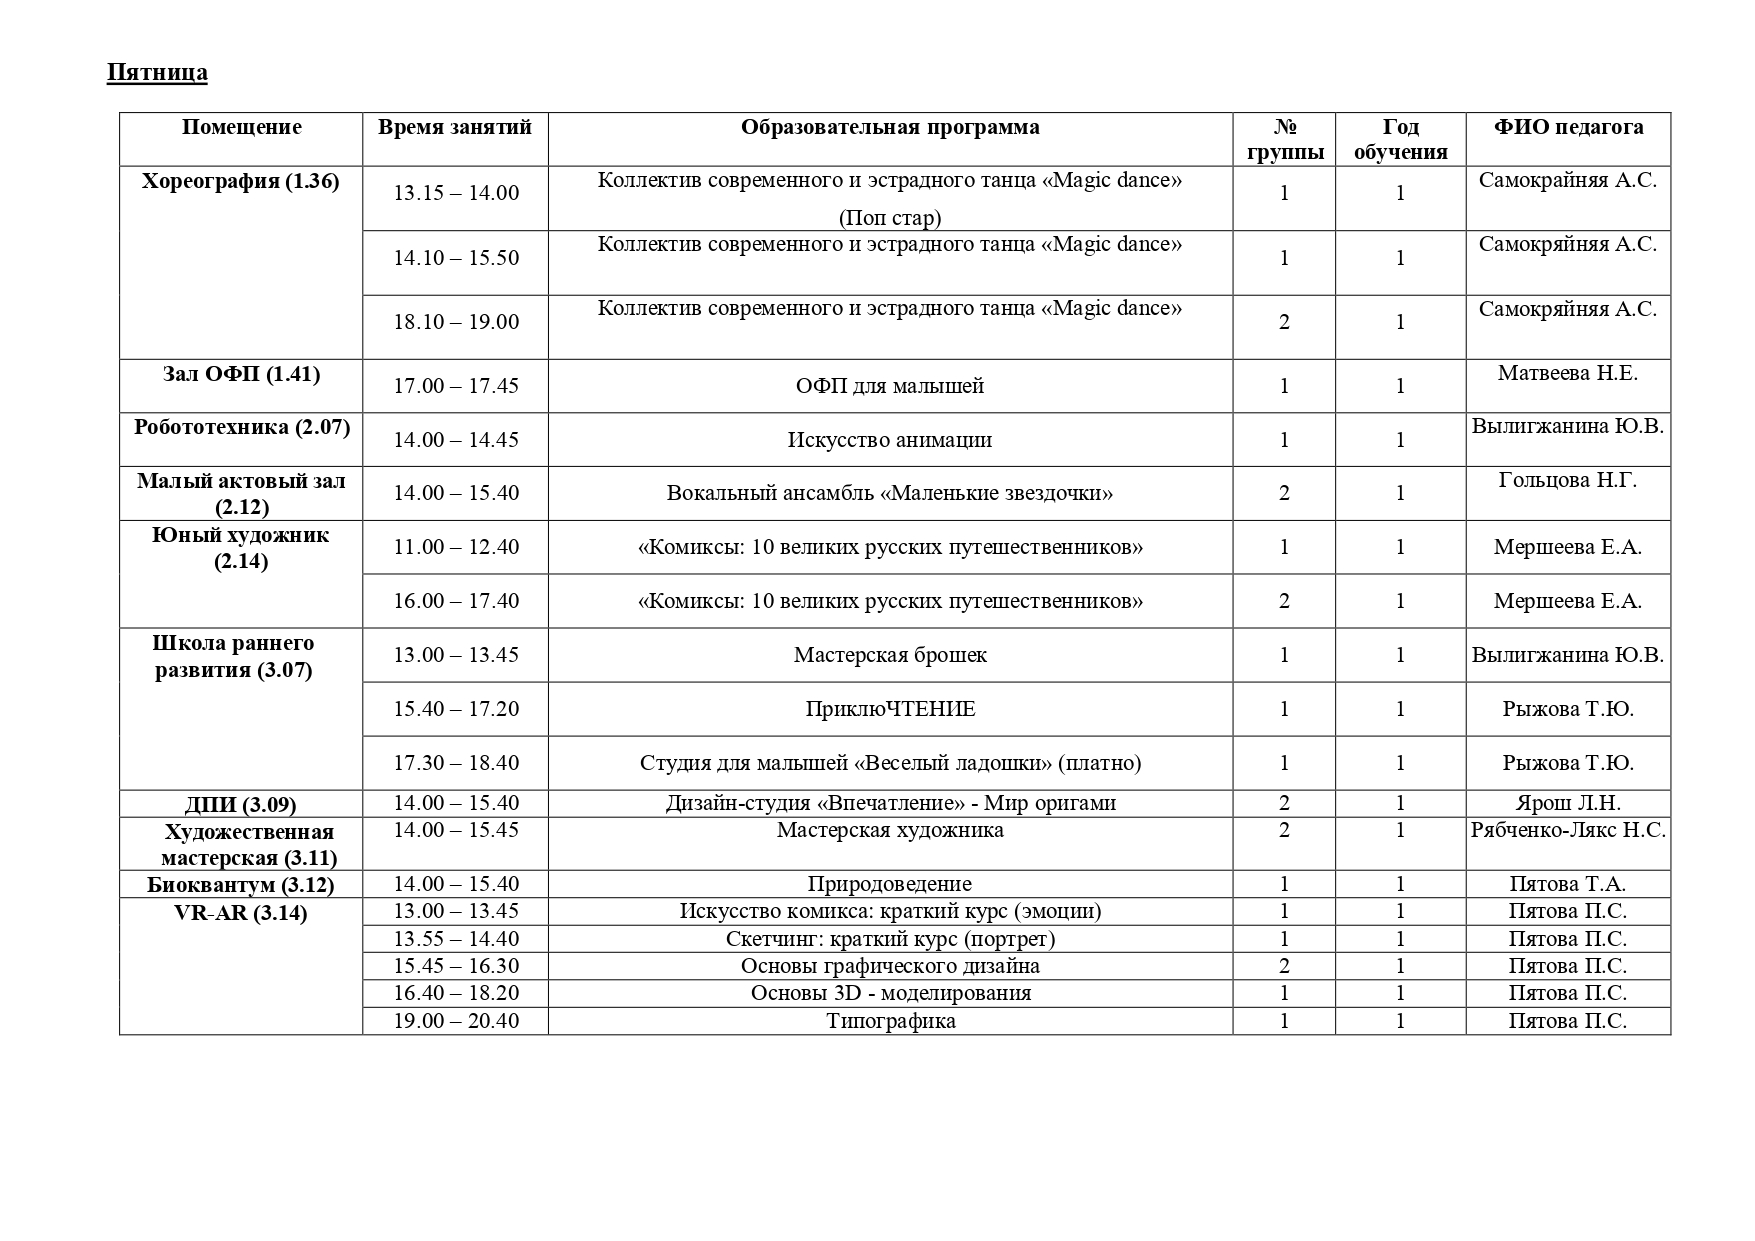 Пятница
Помещение Время занятий Образовательная программа № группы Год обучения ФИО педагога
Хореография (1.36) 13.15 – 14.00 Коллектив современного и эстрадного танца «Magic dance» 1 1 Самокрайняя А.С.
(Поп стар)
14.10 – 15.50 Коллектив современного и эстрадного танца «Magic dance» 1 1 Самокряйняя А.С.
18.10 – 19.00 Коллектив современного и эстрадного танца «Magic dance» 2 1 Самокряйняя А.С.
Зал ОФП (1.41) 17.00 – 17.45 ОФП для малышей 1 1 Матвеева Н.Е.
Робототехника (2.07) 14.00 – 14.45 Искусство анимации 1 1 Вылигжанина Ю.В.
Малый актовый зал (2.12) 14.00 – 15.40 Вокальный ансамбль «Маленькие звездочки» 2 1 Гольцова Н.Г.
Юный художник (2.14) 11.00 – 12.40 «Комиксы: 10 великих русских путешественников» 1 1 Мершеева Е.А.
16.00 – 17.40 «Комиксы: 10 великих русских путешественников» 2 1 Мершеева Е.А.
Школа раннего развития (3.07) 13.00 – 13.45 Мастерская брошек 1 1 Вылигжанина Ю.В.
15.40 – 17.20 ПриклюЧТЕНИЕ 1 1 Рыжова Т.Ю.
17.30 – 18.40 Студия для малышей «Веселый ладошки» (платно) 1 1 Рыжова Т.Ю.
ДПИ (3.09) 14.00 – 15.40 Дизайн-студия «Впечатление» - Мир оригами 2 1 Ярош Л.Н.
Художественная мастерская (3.11) 14.00 – 15.45 Мастерская художника 2 1 Рябченко-Лякс Н.С.
Биоквантум (3.12) 14.00 – 15.40 Природоведение 1 1 Пятова Т.А.
VR-AR (3.14) 13.00 – 13.45 Искусство комикса: краткий курс (эмоции) 1 1 Пятова П.С.
13.55 – 14.40 Скетчинг: краткий курс (портрет) 1 1 Пятова П.С.
15.45 – 16.30 Основы графического дизайна 2 1 Пятова П.С.
16.40 – 18.20 Основы 3D - моделирования 1 1 Пятова П.С.
19.00 – 20.40 Типографика 1 1 Пятова П.С.